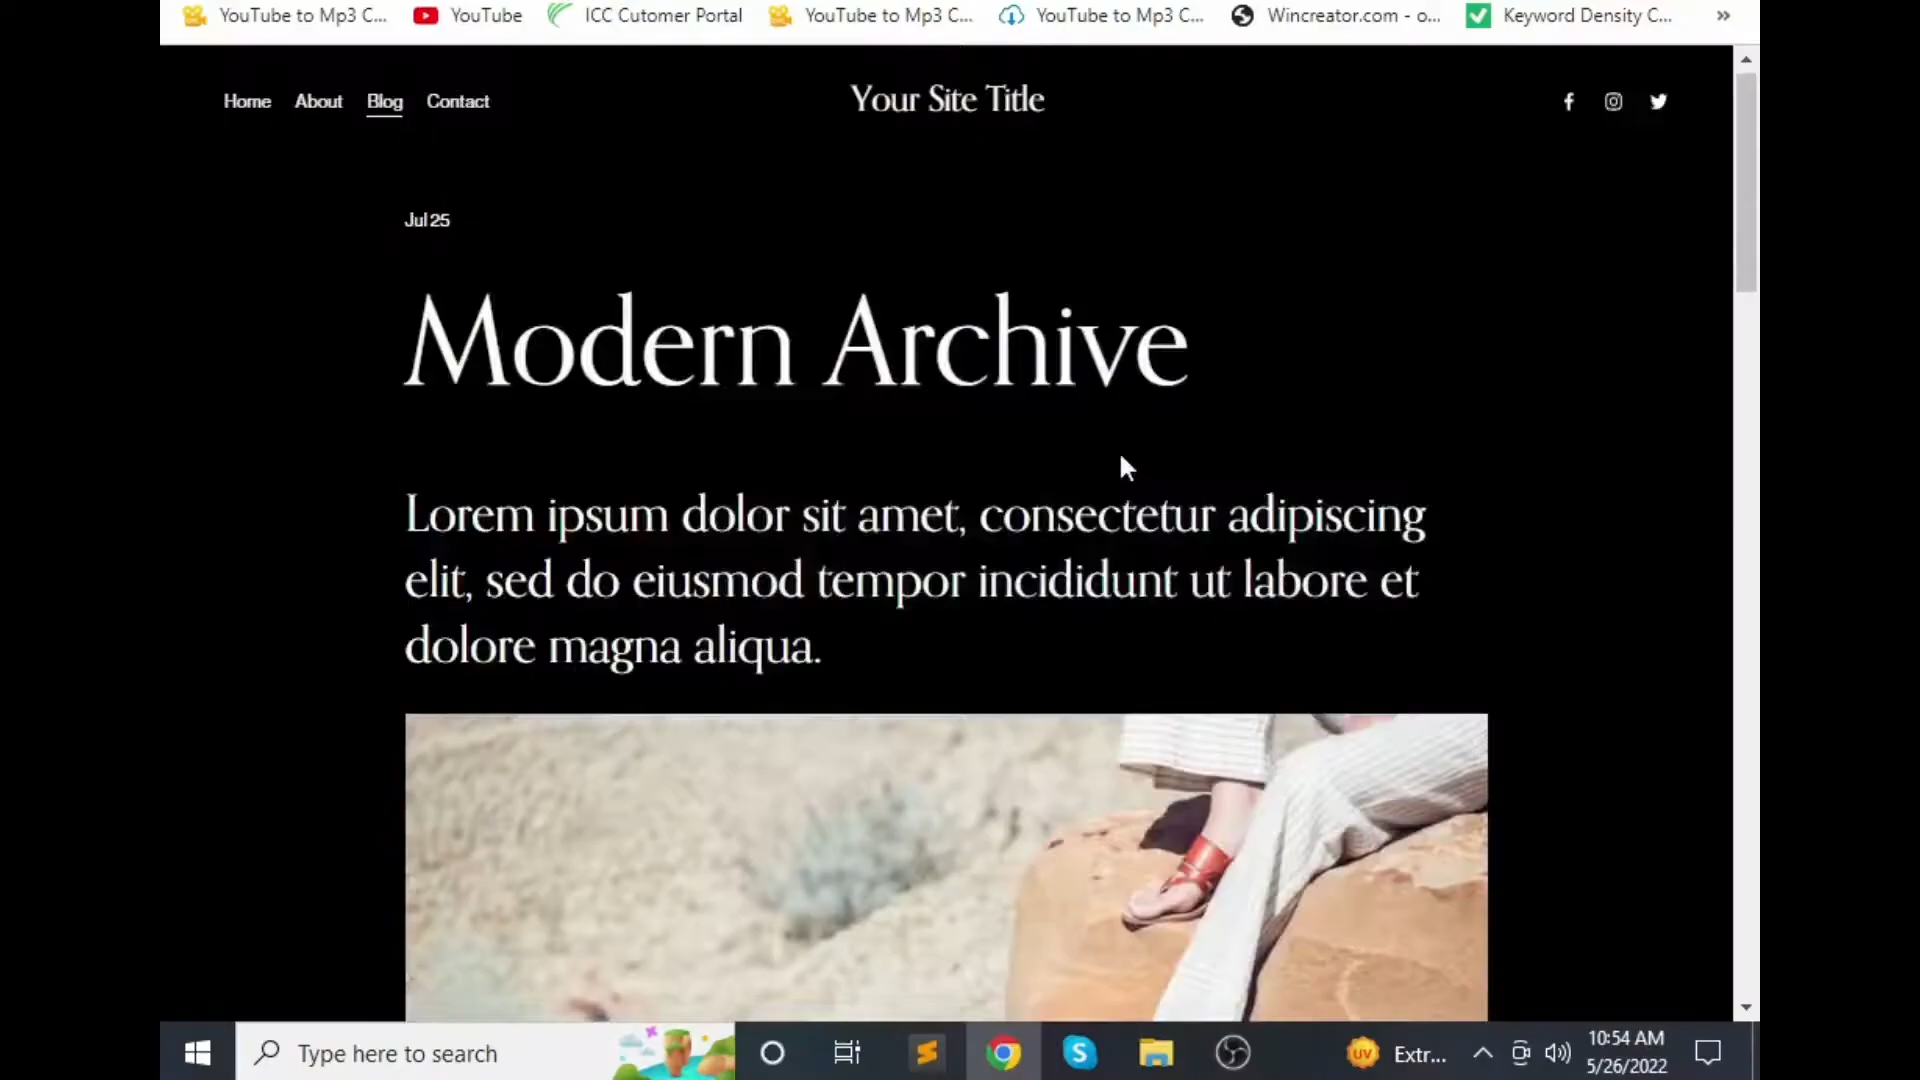 YouTube to Mp3 C...
YouTube
ICC Cutomer Portal
YouTube to Mp3 C...
YouTube to Mp3 C...
Wincreator.com - o...
Keyword Density C...
Home
About
Blog
Contact
Your Site Title
Jul 25
Modern Archive
Lorem ipsum dolor sit amet, consectetur adipiscing
elit, sed do eiusmod tempor incididunt ut labore et
dolore magna aliqua.
Type here to search
UV
Extr...
10:54 AM
5/26/2022